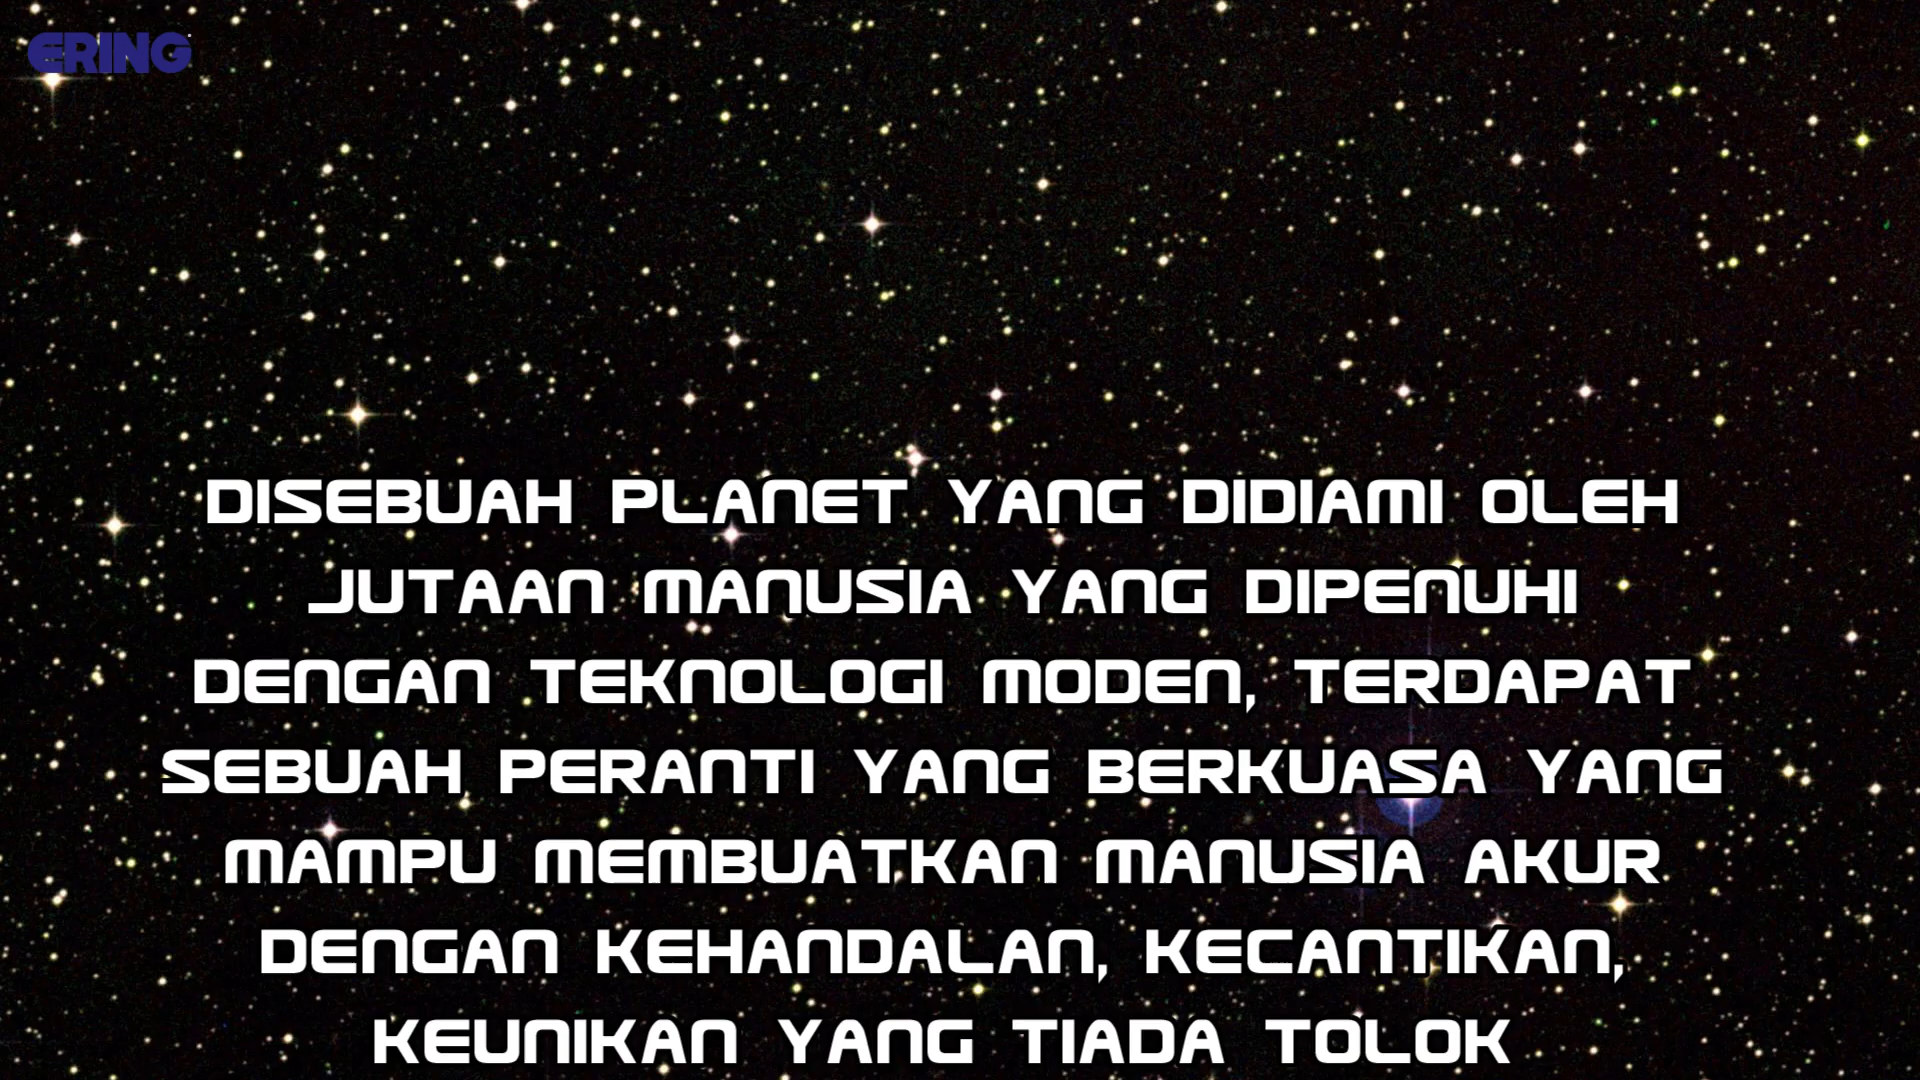 ERING
DISEBUAH PLANET YANG DIDIAMI OLEH
JUTAAN MANUSIA YANG DIPENUHI
DENGAN TEKNOLOGI MODEN, TERDAPAT
SEBUAH PERANTI YANG BERKUASA YANG
MAMPU MEMBUATKAN MANUSIA AKUR
DENGAN KEHANDALAN, KECANTIKAN,
KEUNIKAN YANG TIADA TOLOK